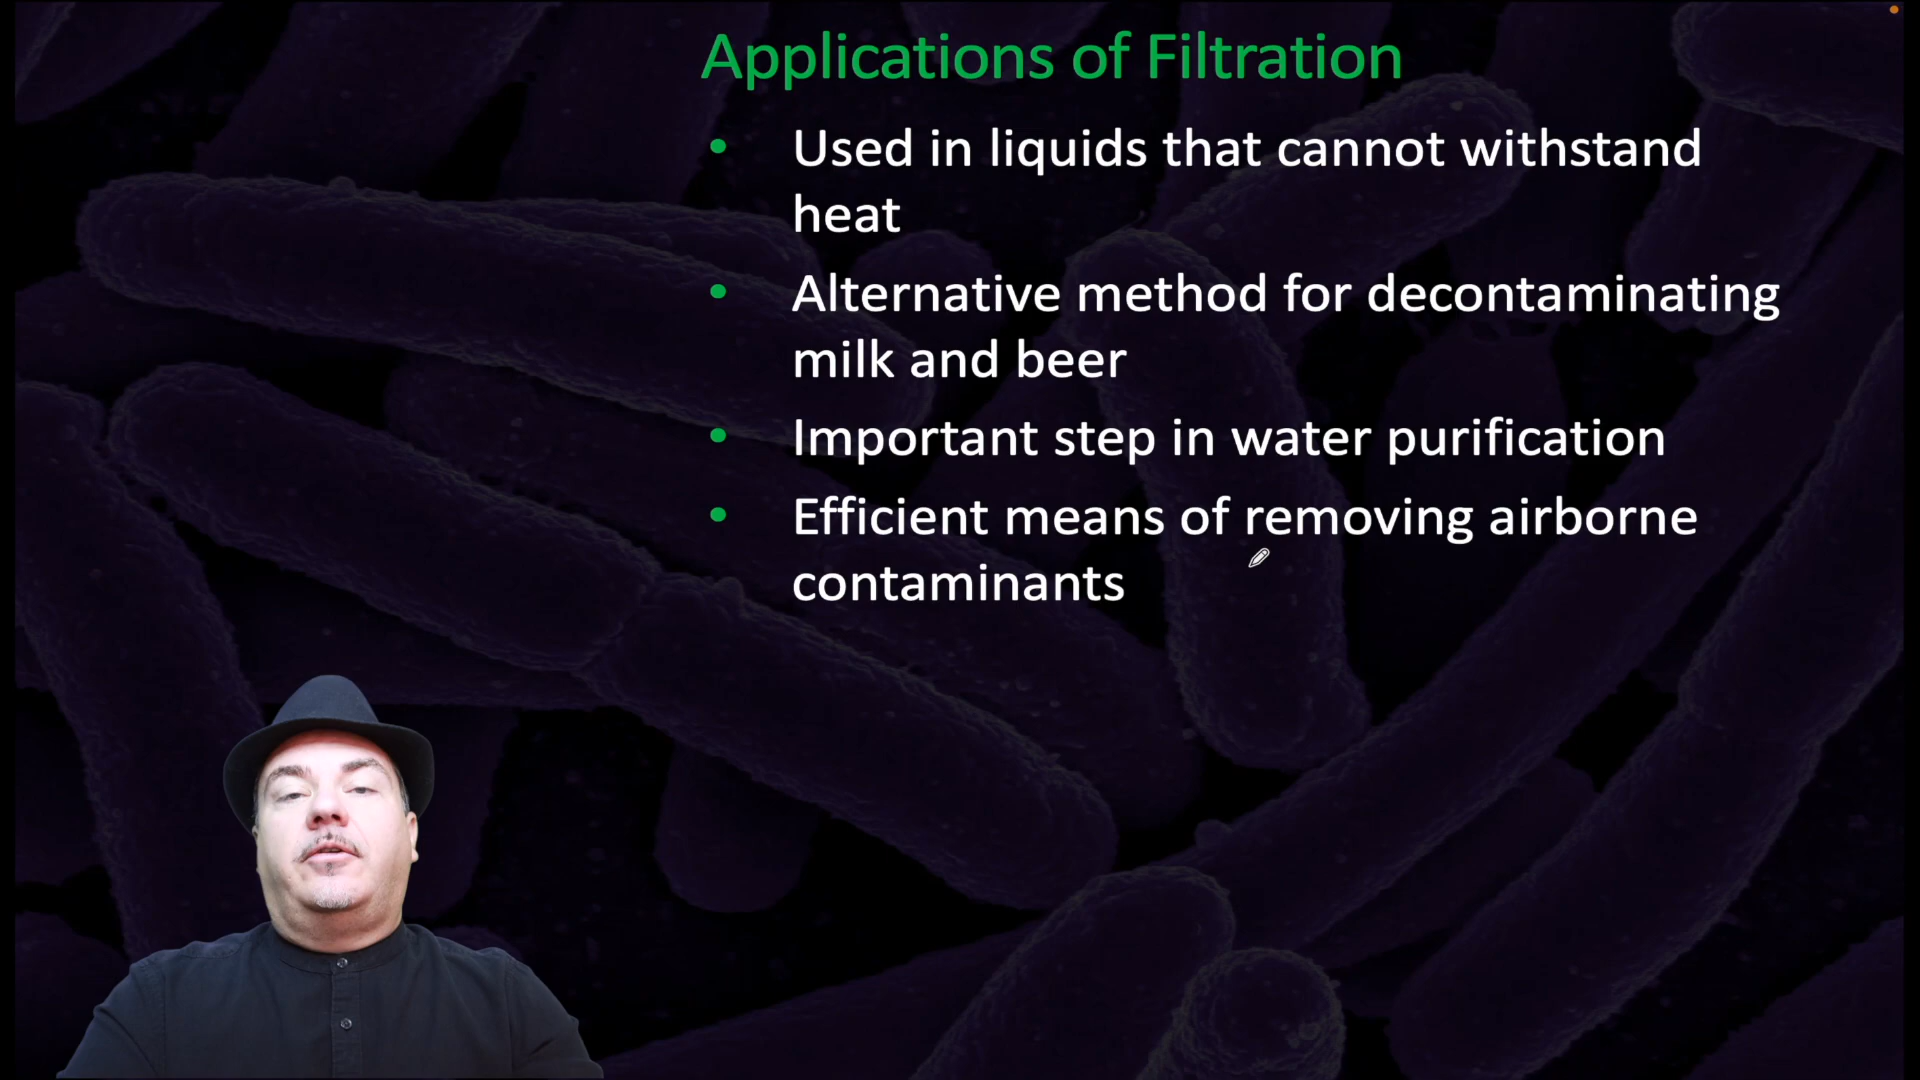 Applications of Filtration
• Used in liquids that cannot withstand
heat
• Alternative method for decontaminating
milk and beer
• Important step in water purification
• Efficient means of removing airborne
contaminants